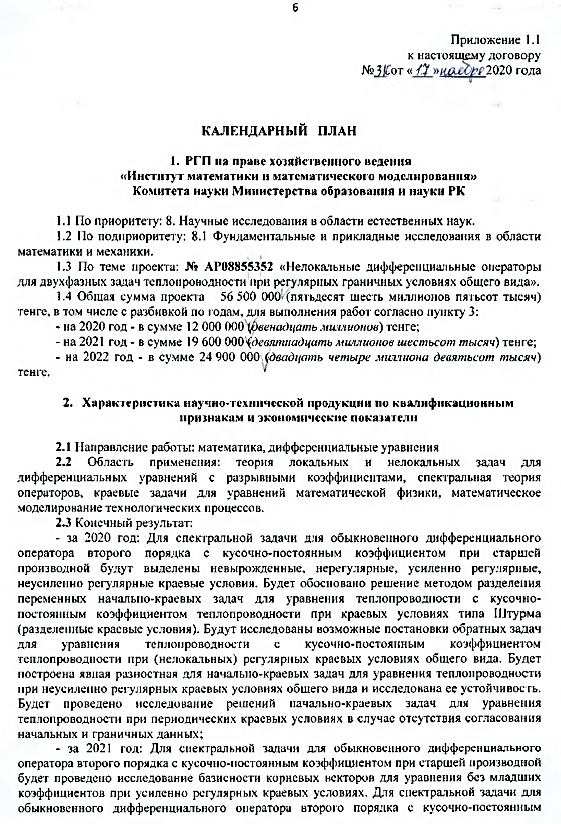 6
Приложение 1.1
к настоящему договору
от « 17 » 2020 года
КАЛЕНДАРНЫЙ ПЛАН
1. РГП на праве хозяйственного ведения
«Институт математики и математического моделирования»
Комитета науки Министерства образования и науки РК
1.1 По приоритету: 8. Научные исследования в области естественных наук.
1.2 По подприоритету: 8.1 Фундаментальные и прикладные исследования в области
математики и механики.
1.3 По теме проекта: № АР08855352 «Нелокальные дифференциальные операторы
для двухфазных задач теплопроводности при регулярных граничных условиях общего вида».
1.4 Общая сумма проекта 56 500 000 (пятьдесят шесть миллионов пятьсот тысяч)
тенге, в том числе с разбивкой по годам, для выполнения работ согласно пункту 3:
- на 2020 год - в сумме 12 000 000 (двенадцать миллионов) тенге;
- на 2021 год - в сумме 19 600 000 (девятнадцать миллионов шестьсот тысяч) тенге;
- на 2022 год - в сумме 24 900 000 (двадцать четыре миллиона девятьсот тысяч)
тенге.
2. Характеристика научно-технической продукции по квалификационным
признакам и экономические показатели
2.1 Направление работы: математика, дифференциальные уравнения
2.2 Область применения: теория локальных и нелокальных задач для
дифференциальных уравнений с разрывными коэффициентами, спектральная теория
операторов, краевые задачи для уравнений математической физики, математическое
моделирование технологических процессов.
2.3 Конечный результат:
- за 2020 год: Для спектральной задачи для обыкновенного дифференциального
оператора второго порядка с кусочно-постоянным коэффициентом при старшей
производной будут выделены невырожденные, нерегулярные, усиленно регулярные,
неусиленно регулярные краевые условия. Будет обосновано решение методом разделения
переменных начально-краевых задач для уравнения теплопроводности с кусочно-
постоянным коэффициентом теплопроводности при краевых условиях типа Штурма
(разделенные краевые условия). Будут исследованы возможные постановки обратных задач
для уравнения теплопроводности с кусочно-постоянным коэффициентом
теплопроводности при (нелокальных) регулярных краевых условиях общего вида. Будет
построена явная разностная для начально-краевых задач для уравнения теплопроводности
при неусиленно регулярных краевых условиях общего вида и исследована ее устойчивость.
Будет проведено исследование решений начально-краевых задач для уравнения
теплопроводности при периодических краевых условиях в случае отсутствия согласования
начальных и граничных данных;
- за 2021 год: Для спектральной задачи для обыкновенного дифференциального
оператора второго порядка с кусочно-постоянным коэффициентом при старшей производной
будет проведено исследование базисности корневых векторов для уравнения без младших
коэффициентов при усиленно регулярных краевых условиях. Для спектральной задачи для
обыкновенного дифференциального оператора второго порядка с кусочно-постоянным